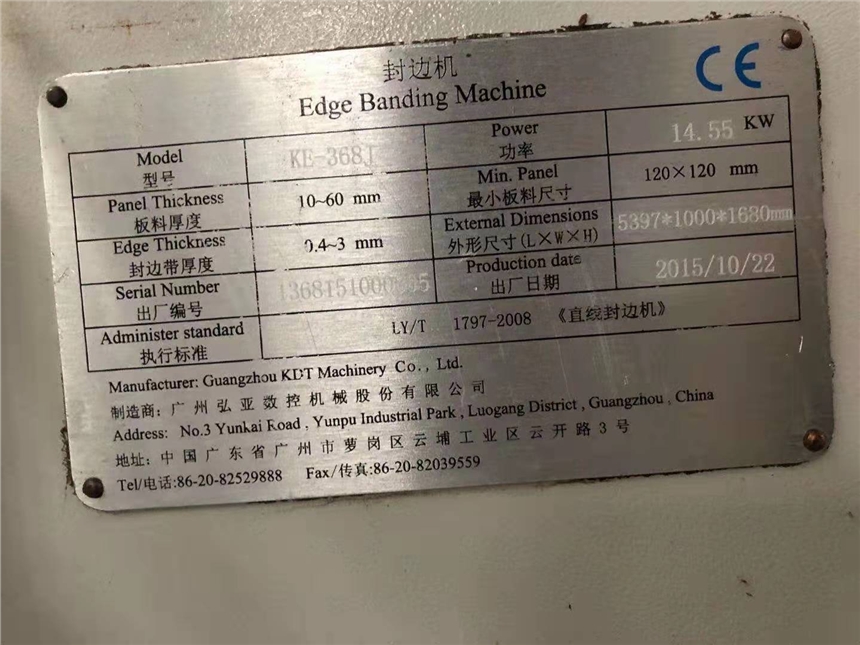 封边机
CE
Edge Banding Machine
Model
型号
KE-368J
Power
功率
14.55 KW
Panel Thickness
板料厚度
10~60 mm
Min. Panel
最小板料尺寸
120×120 mm
Edge Thickness
封边带厚度
0.4~3 mm
External Dimensions
外形尺寸(L×W×H)
5397*1000*1680mm
Serial Number
出厂编号
Production date
出厂日期
2015/10/22
Administer standard
执行标准
LY/T 1797-2008 《直线封边机》
Manufacturer: Guangzhou KDT Machinery Co., Ltd.
制造商: 广州弘亚数控机械股份有限公司
Address: No.3 Yunkai Road, Yunpu Industrial Park, Luogang District, Guangzhou, China
地址: 中国广东省广州市萝岗区云埔工业区云开路3号
Tel/电话:86-20-82529888 Fax/传真:86-20-82039559